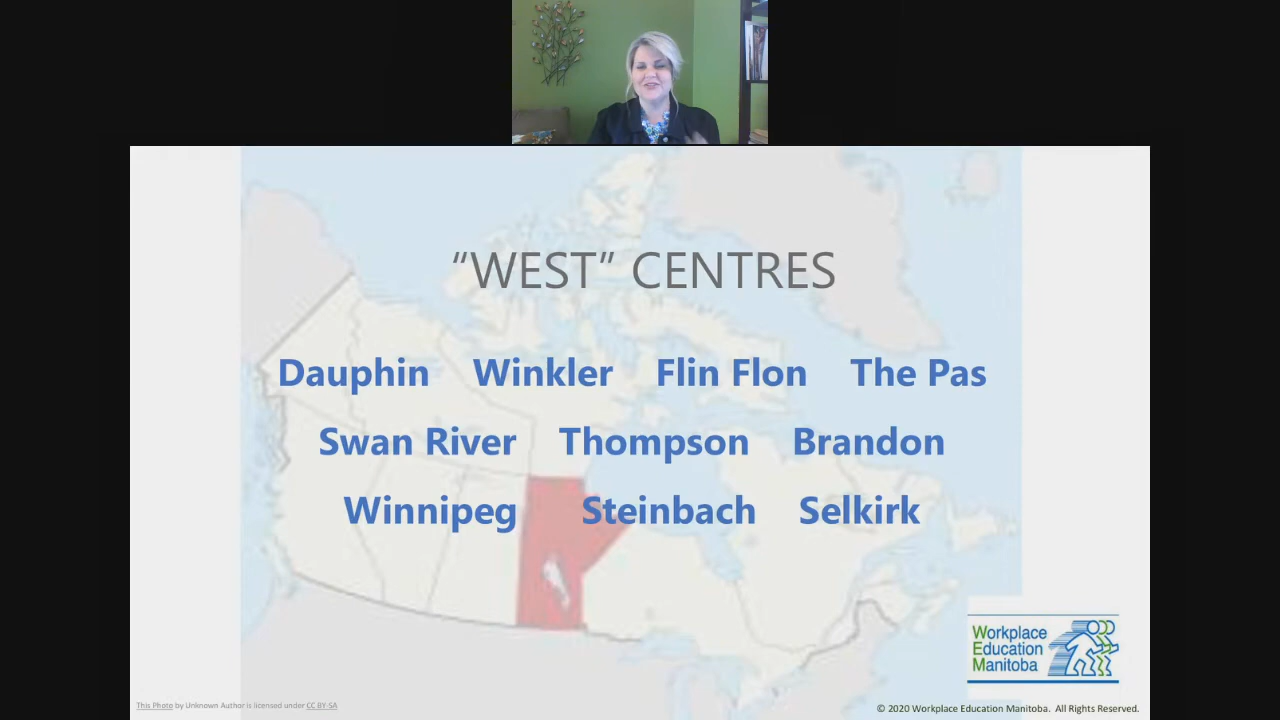 “WEST” CENTRES
Dauphin Winkler Flin Flon The Pas
Swan River Thompson Brandon
Winnipeg Steinbach Selkirk
Workplace
Education
Manitoba
This Photo by Unknown Author is licensed under CC BY-SA
© 2020 Workplace Education Manitoba. All Rights Reserved.